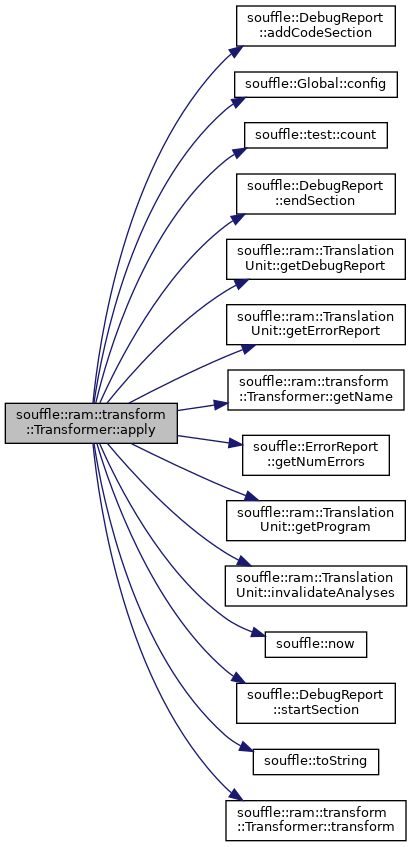 souffle::DebugReport
::addCodeSection
souffle::Global::config
souffle::test::count
souffle::DebugReport
::endSection
souffle::ram::Translation
Unit::getDebugReport
souffle::ram::Translation
Unit::getErrorReport
souffle::ram::transform
::Transformer::getName
souffle::ram::transform
::Transformer::apply
souffle::ErrorReport
::getNumErrors
souffle::ram::Translation
Unit::getProgram
souffle::ram::Translation
Unit::invalidateAnalyses
souffle::now
souffle::DebugReport
::startSection
souffle::toString
souffle::ram::transform
::Transformer::transform